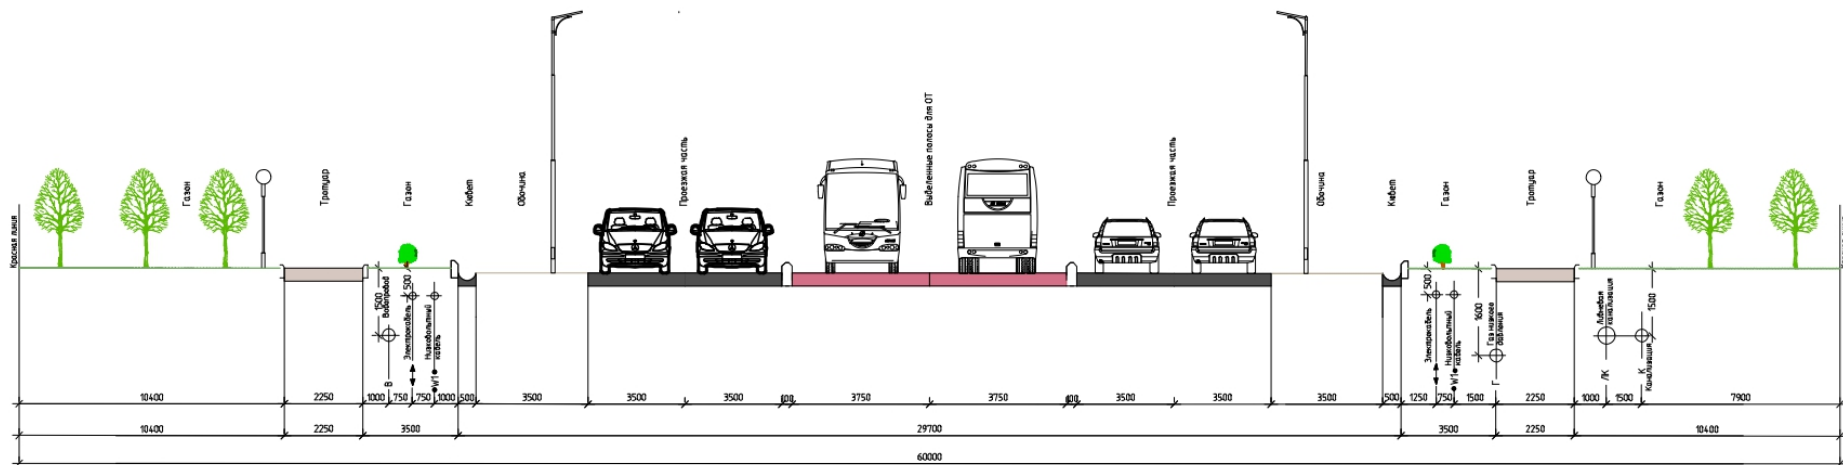 Красная линия
Газон
Тротуар
Газон
Кювет
Обочина
Проезжая часть
Выделенные полосы для ОТ
Проезжая часть
Обочина
Кювет
Газон
Тротуар
Газон
1500
Водопровод
500
Электрокабель
Низковольтный
кабель
В
W1
500
Электрокабель
Низковольтный
кабель
W1
1600
Газ низкого
давления
Г
Ливневая
канализация
ЛК
1500
К
Канализация
10400 2250 1000 750 750 1000 500 3500 3500 3500 3750 3750 3500 3500 3500 500 1250 750 1500 2250 1000 1500 7900
10400 2250 3500 29700 3500 2250 10400
60000